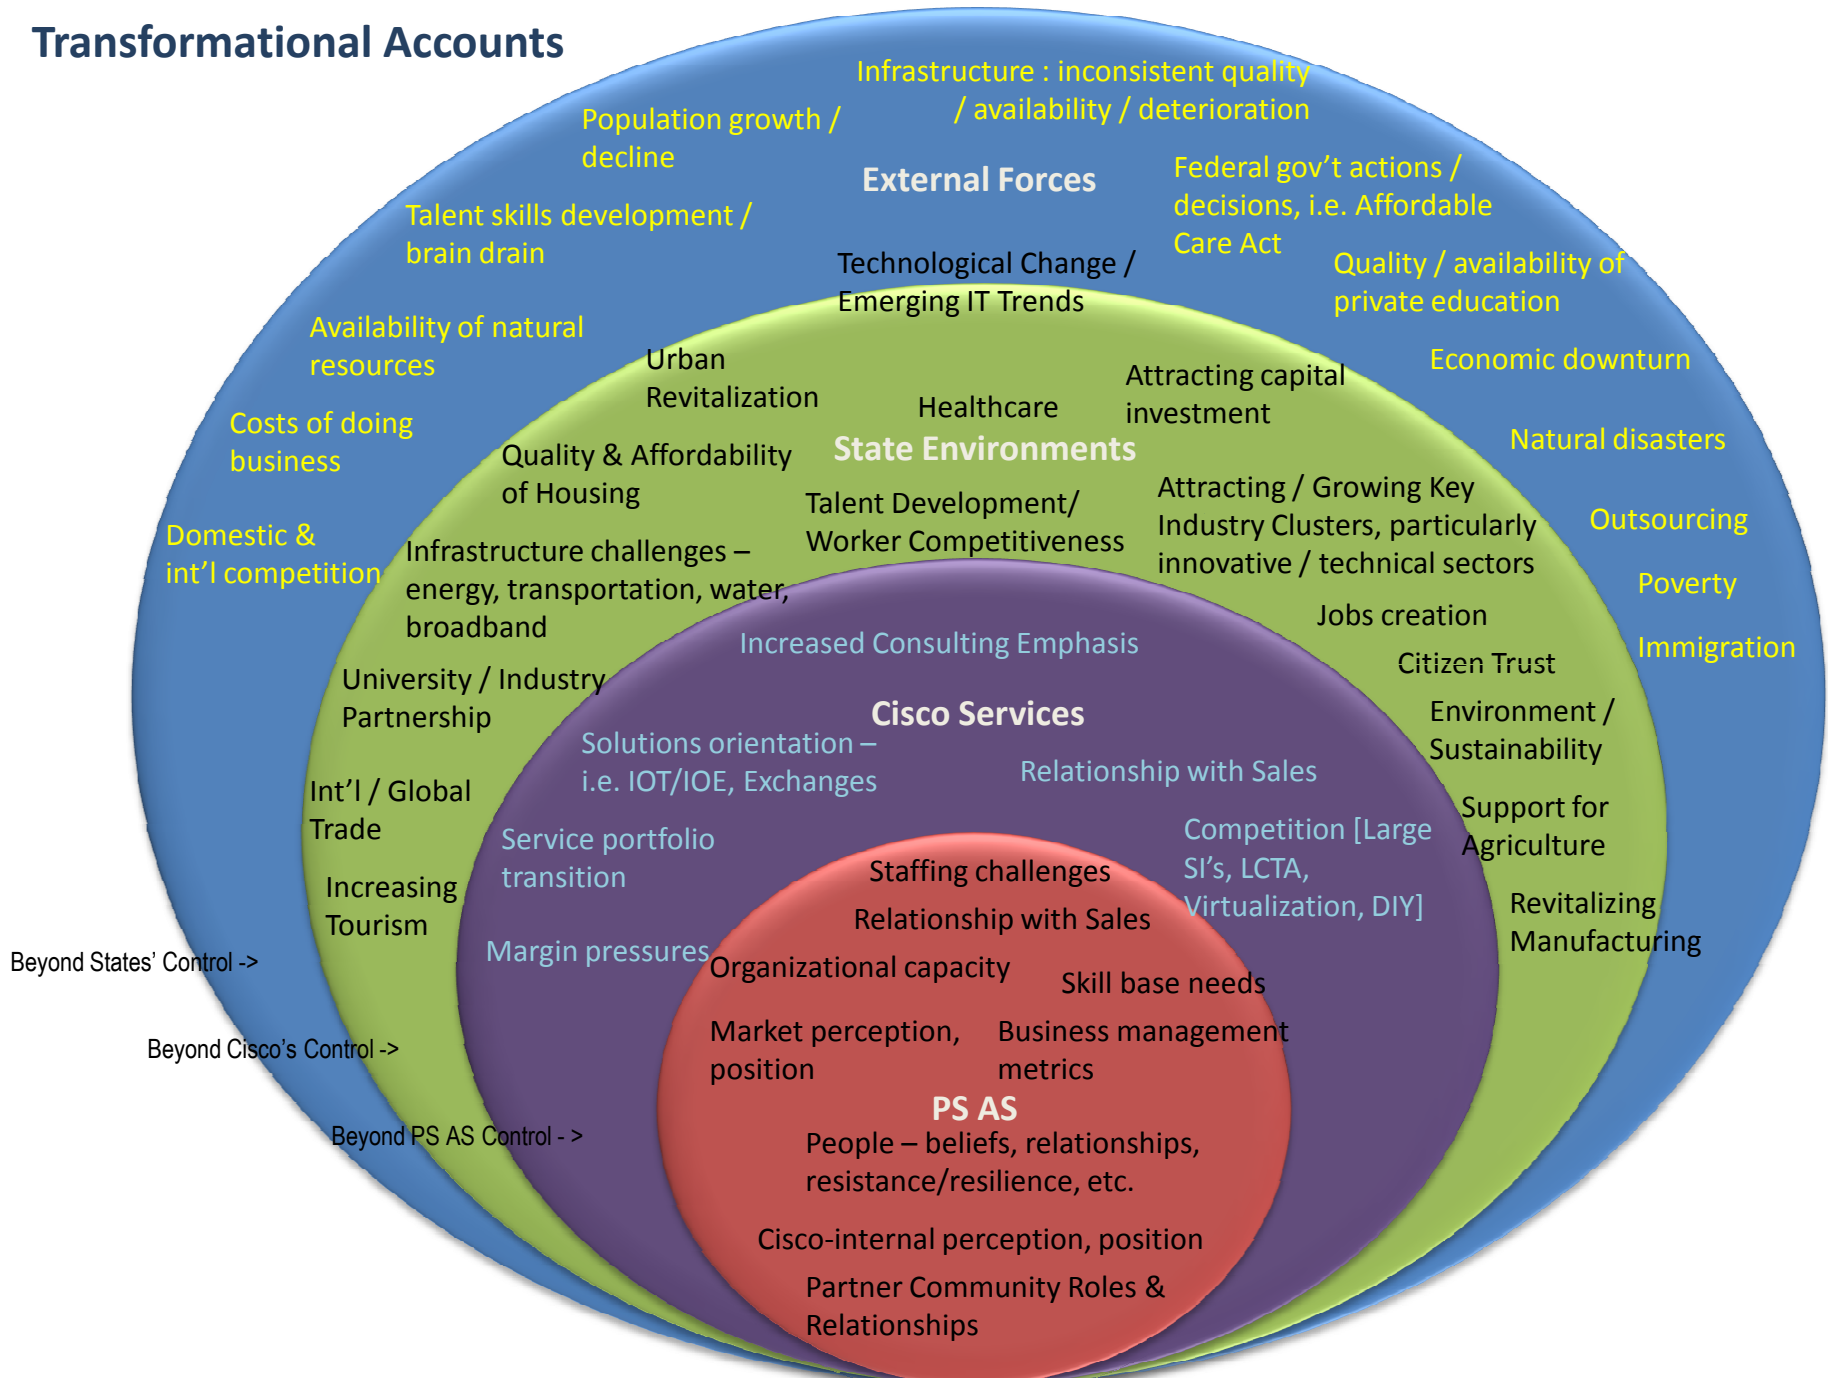 Transformational Accounts
Infrastructure : inconsistent quality
/ availability / deterioration
Population growth /
decline
External Forces
Federal gov't actions /
decisions, i.e. Affordable
Care Act
Talent skills development /
brain drain
Technological Change /
Emerging IT Trends
Quality / availability of
private education
Availability of natural
resources
Economic downturn
Urban
Revitalization
Healthcare
Attracting capital
investment
Costs of doing
business
Natural disasters
State Environments
Quality & Affordability
of Housing
Talent Development/
Worker Competitiveness
Attracting / Growing Key
Industry Clusters, particularly
innovative / technical sectors
Outsourcing
Domestic &
int'l competition
Infrastructure challenges –
energy, transportation, water,
broadband
Poverty
Jobs creation
Immigration
Increased Consulting Emphasis
Citizen Trust
University / Industry
Partnership
Cisco Services
Environment /
Sustainability
Solutions orientation –
i.e. IOT/IOE, Exchanges
Relationship with Sales
Int'l / Global
Trade
Support for
Agriculture
Service portfolio
transition
Competition [Large
SI's, LCTA,
Virtualization, DIY]
Staffing challenges
Increasing
Tourism
Revitalizing
Manufacturing
Relationship with Sales
Margin pressures
Organizational capacity
Skill base needs
Beyond States' Control ->
Market perception,
position
Business management
metrics
Beyond Cisco's Control ->
PS AS
Beyond PS AS Control - >
People – beliefs, relationships,
resistance/resilience, etc.
Cisco-internal perception, position
Partner Community Roles &
Relationships